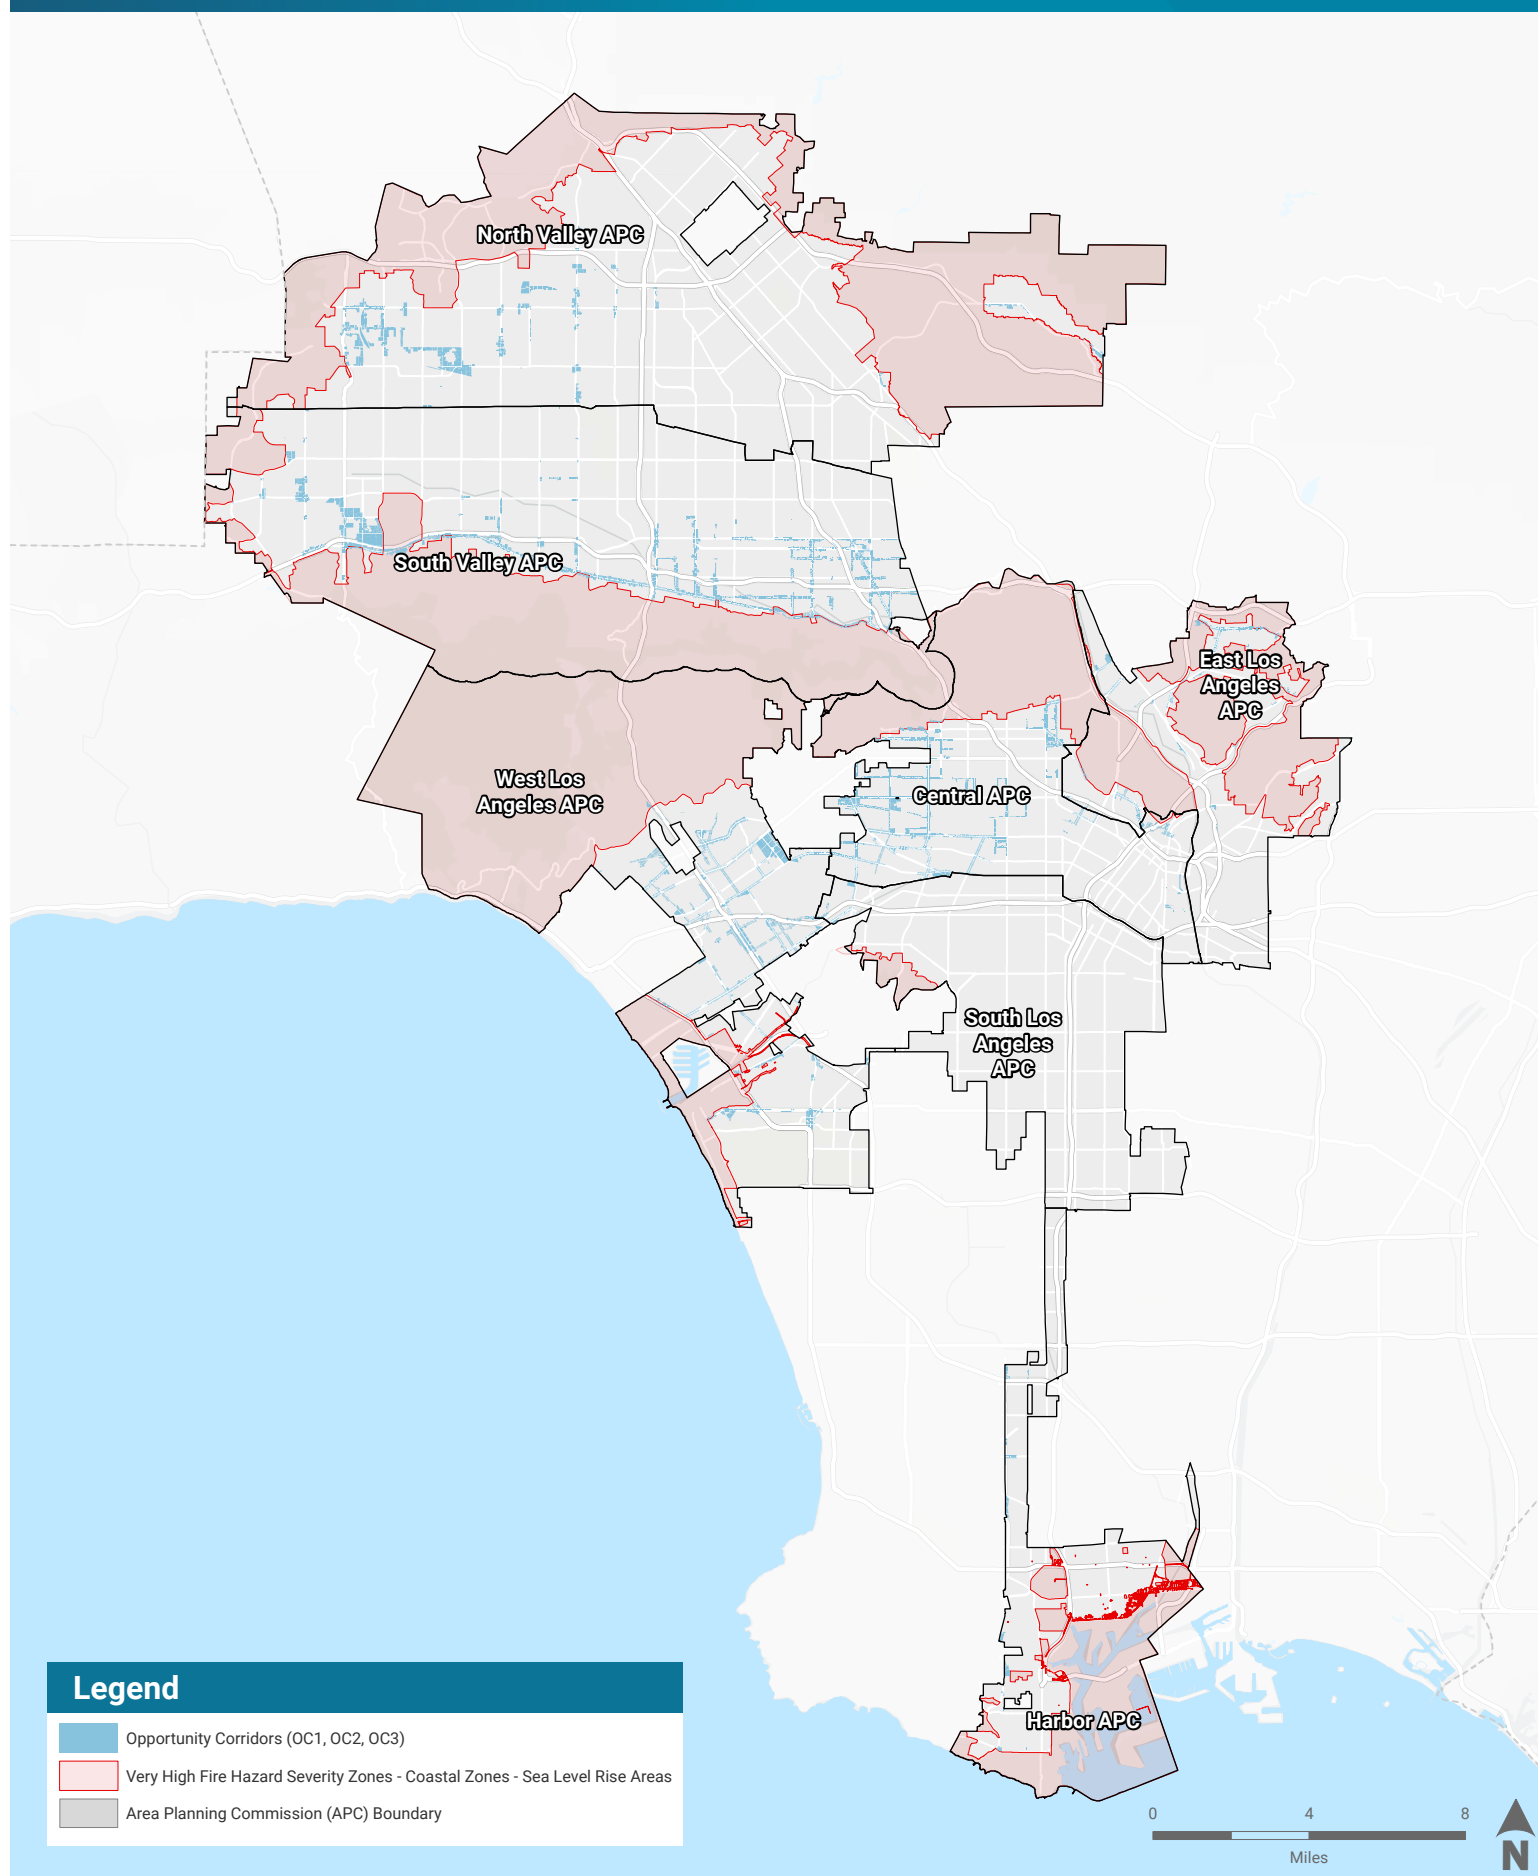 North Valley APC
South Valley APC
East Los
Angeles
APC
West Los
Angeles APC
Central APC
South Los
Angeles
APC
Harbor APC
Legend
Opportunity Corridors (OC1, OC2, OC3)
Very High Fire Hazard Severity Zones - Coastal Zones - Sea Level Rise Areas
Area Planning Commission (APC) Boundary
0 4 8
Miles
N